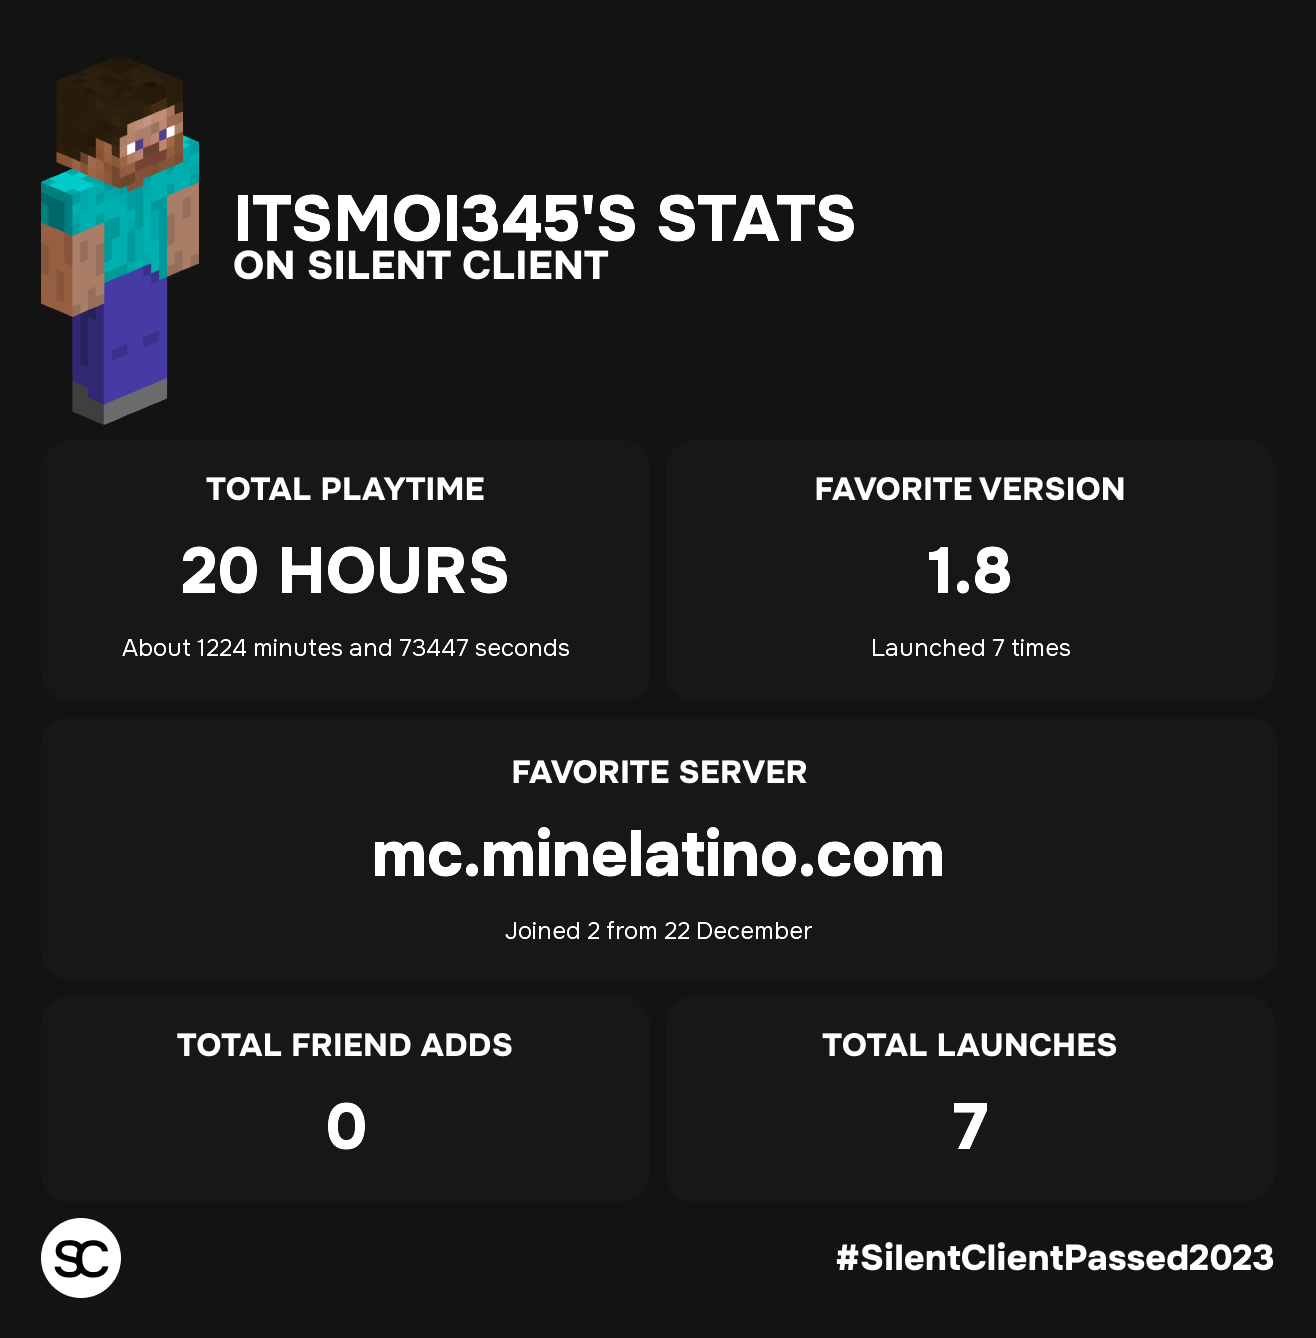 ITSMOI345'S STATS
ON SILENT CLIENT
TOTAL PLAYTIME
20 HOURS
About 1224 minutes and 73447 seconds
FAVORITE VERSION
1.8
Launched 7 times
FAVORITE SERVER
mc.minelatino.com
Joined 2 from 22 December
TOTAL FRIEND ADDS
0
TOTAL LAUNCHES
7
SC
#SilentClientPassed2023